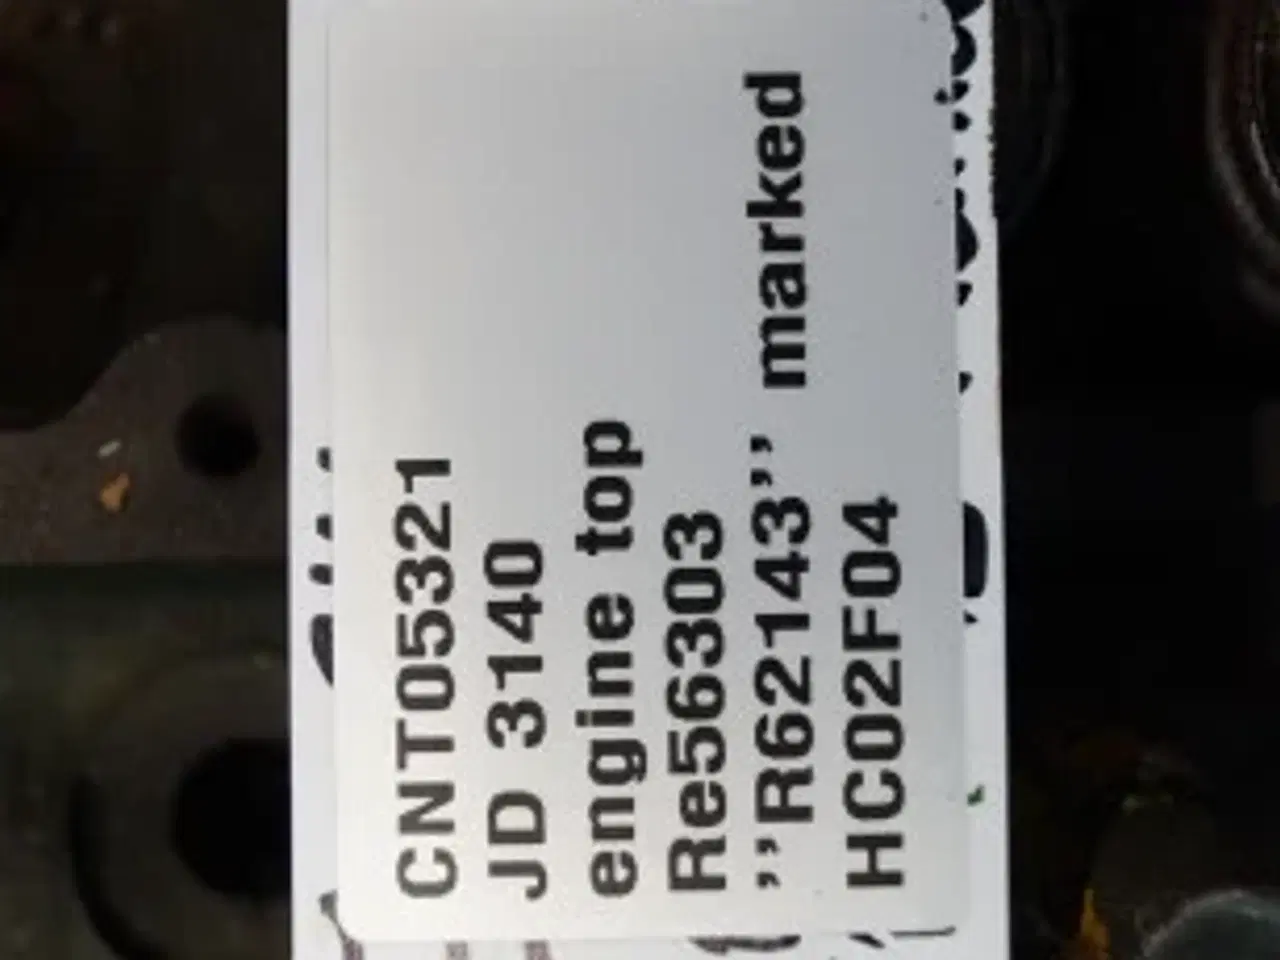 CNT05321
JD 3140
engine top
Re56303
”R62143” marked
HC02F04